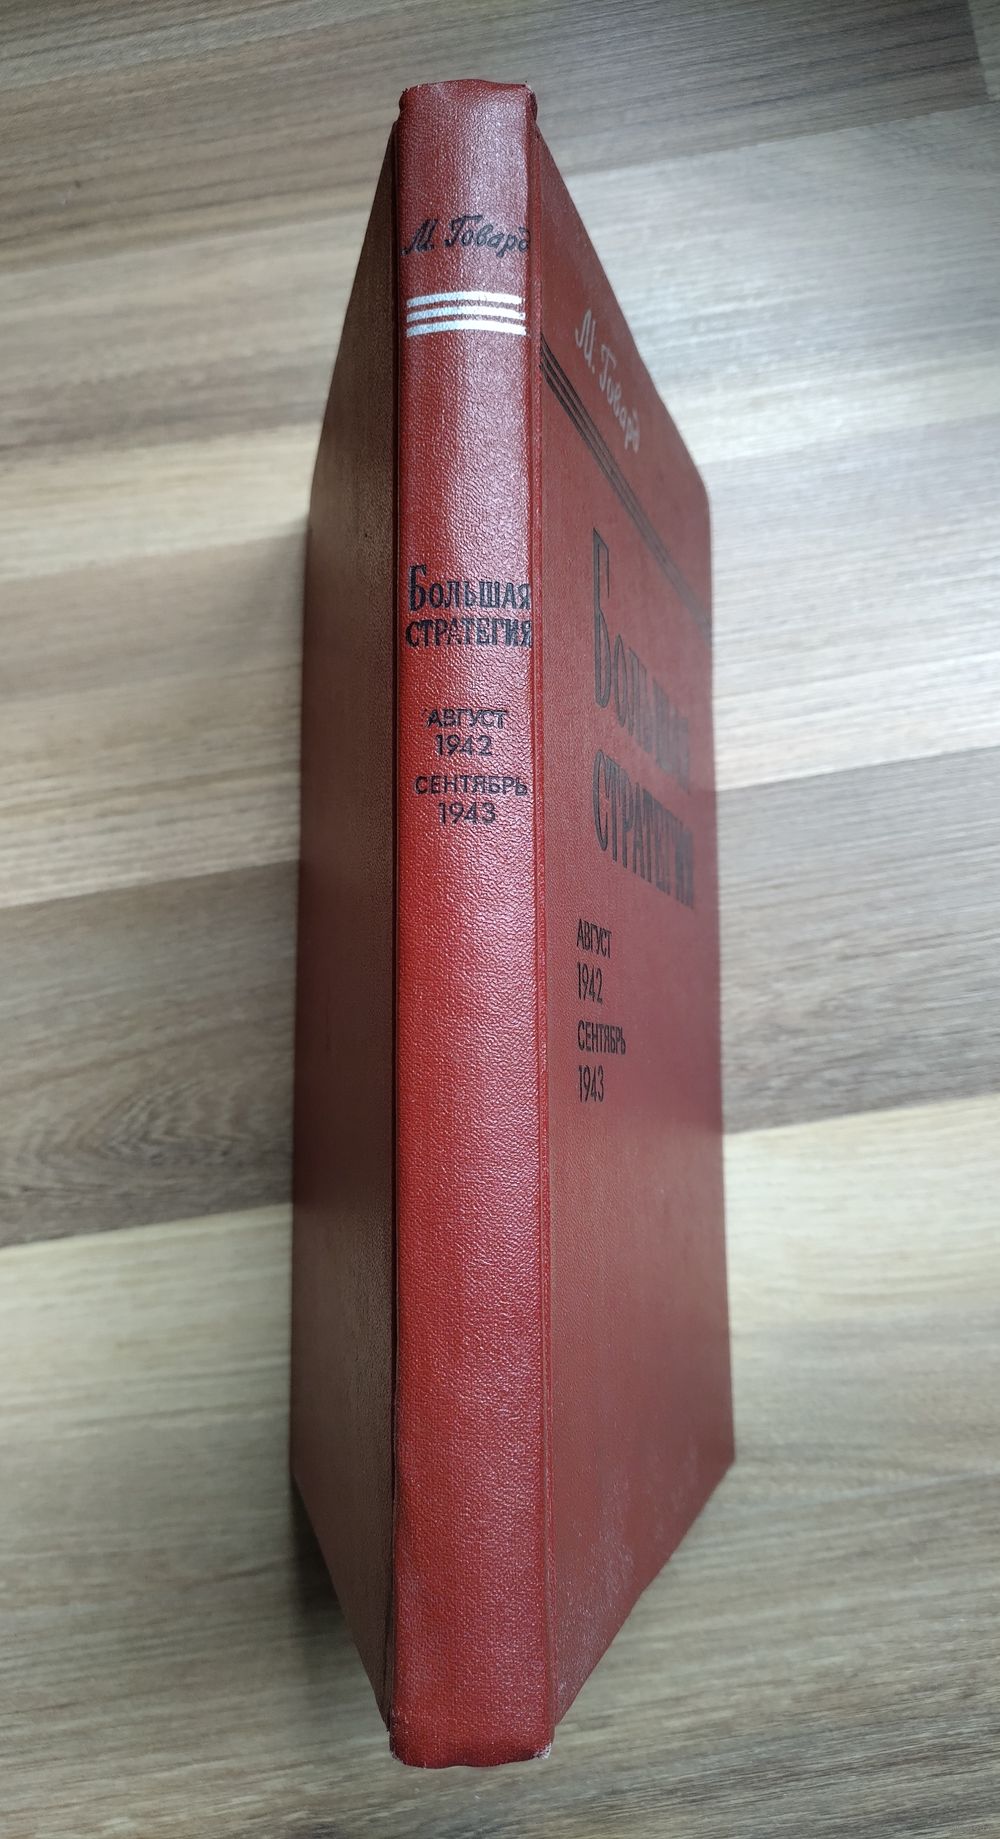 М. Говард
Большая
стратегия
АВГУСТ
1942
СЕНТЯБРЬ
1943
М. Говард
Большая
стратегия
АВГУСТ
1942
СЕНТЯБРЬ
1943